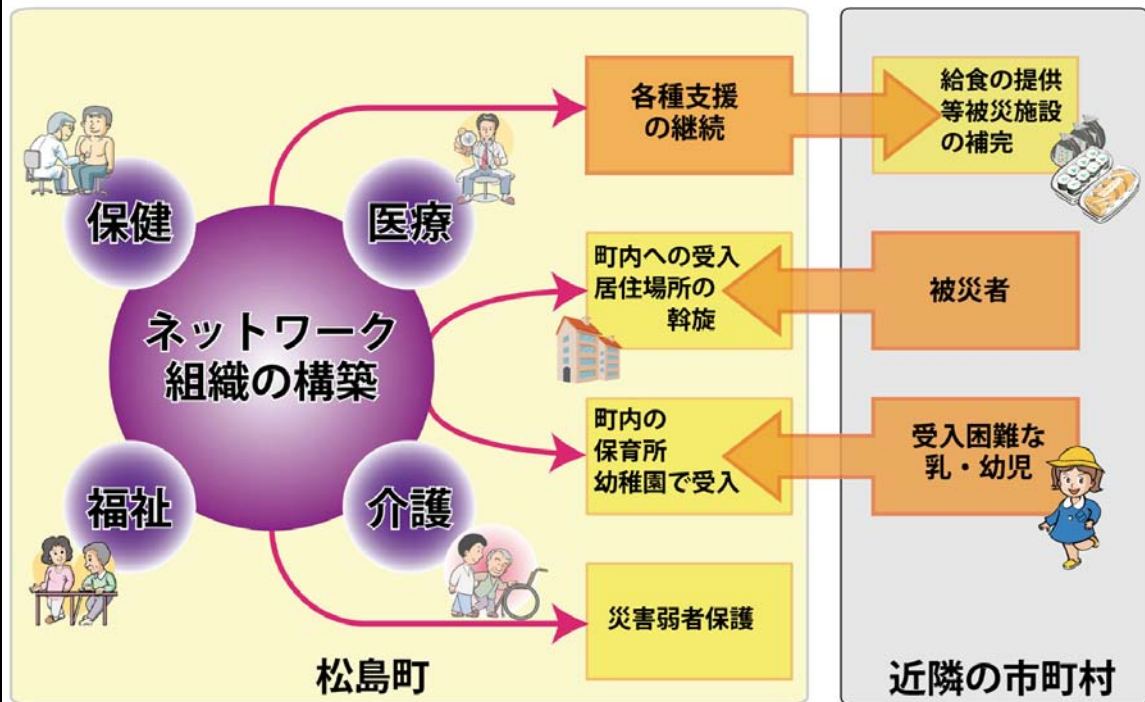 保健
医療
ネットワーク
組織の構築
福祉
介護
各種支援
の継続
給食の提供
等被災施設
の補完
町内への受入
居住場所の
斡旋
被災者
町内の
保育所
幼稚園で受入
受入困難な
乳・幼児
災害弱者保護
松島町
近隣の市町村